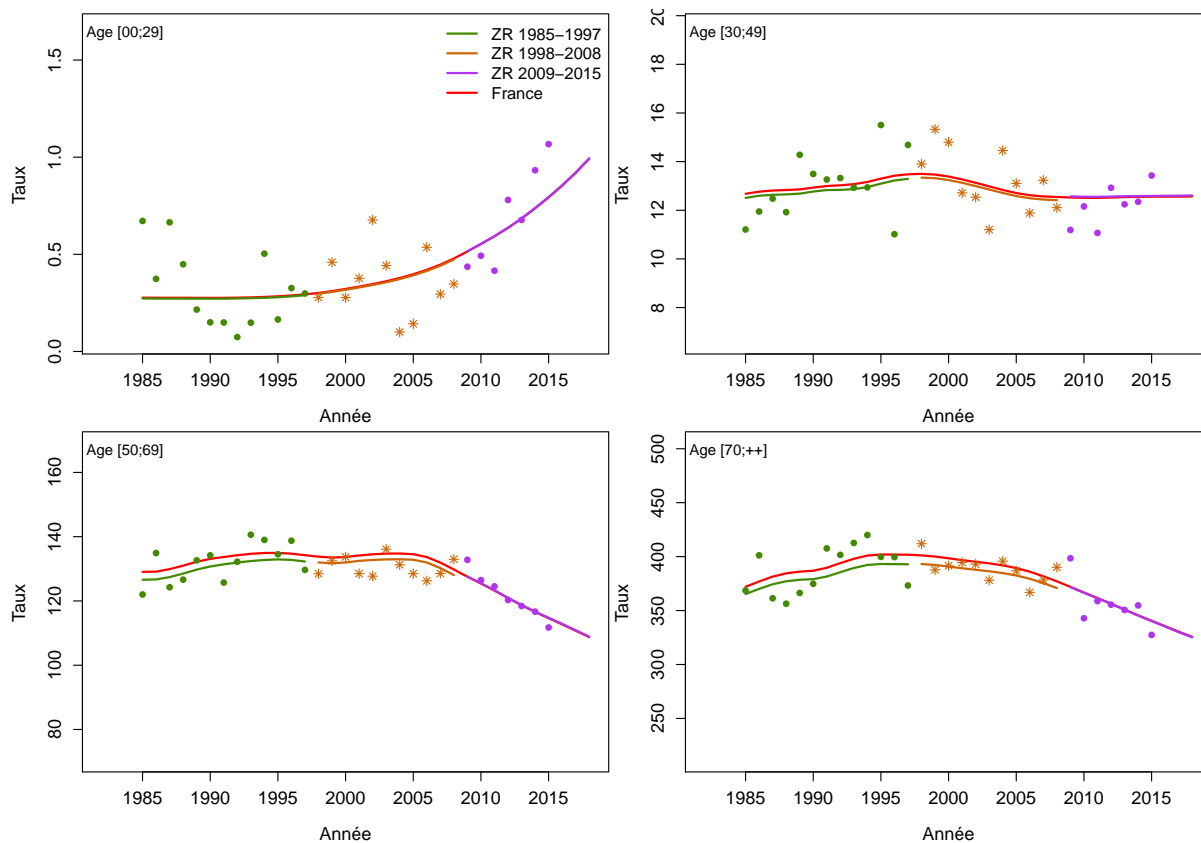 Age [00;29]
ZR 1985−1997
ZR 1998−2008
ZR 2009−2015
France
Taux
0.0 0.5 1.0 1.5
1985 1990 1995 2000 2005 2010 2015
Année
Age [30;49]
Taux
8 10 12 14 16 18 20
1985 1990 1995 2000 2005 2010 2015
Année
Age [50;69]
Taux
80 100 120 140 160
1985 1990 1995 2000 2005 2010 2015
Année
Age [70;++]
Taux
250 300 350 400 450 500
1985 1990 1995 2000 2005 2010 2015
Année